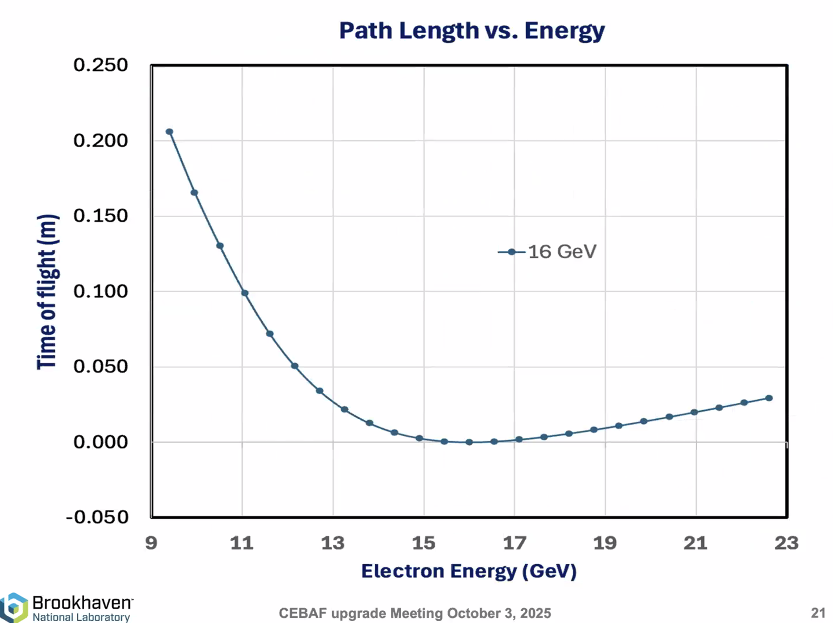 Path Length vs. Energy
0.250
0.200
0.150
0.100
0.050
0.000
-0.050
Time of flight (m)
16 GeV
9 11 13 15 17 19 21 23
Electron Energy (GeV)
Brookhaven
National Laboratory
CEBAF upgrade Meeting October 3, 2025
21